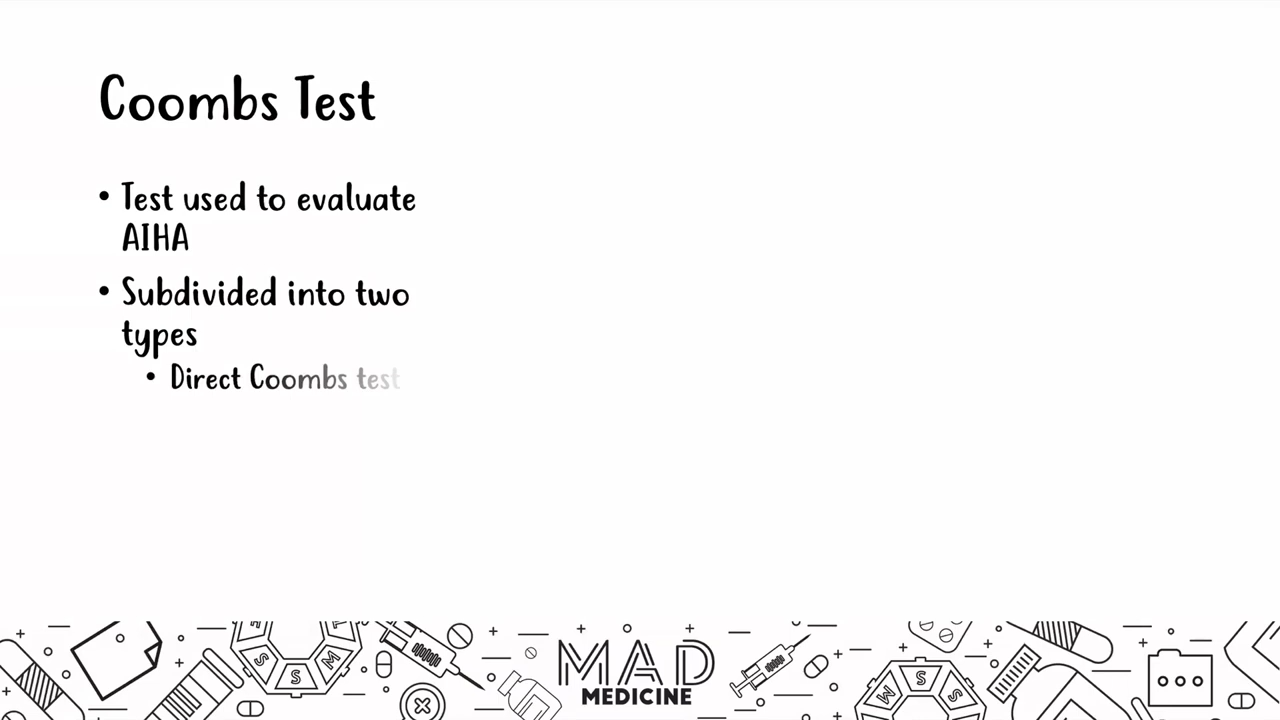 Coombs Test
• Test used to evaluate
AIHA
• Subdivided into two
types
• Direct Coombs test
S
S
M
MAD
MEDICINE
M
S
S